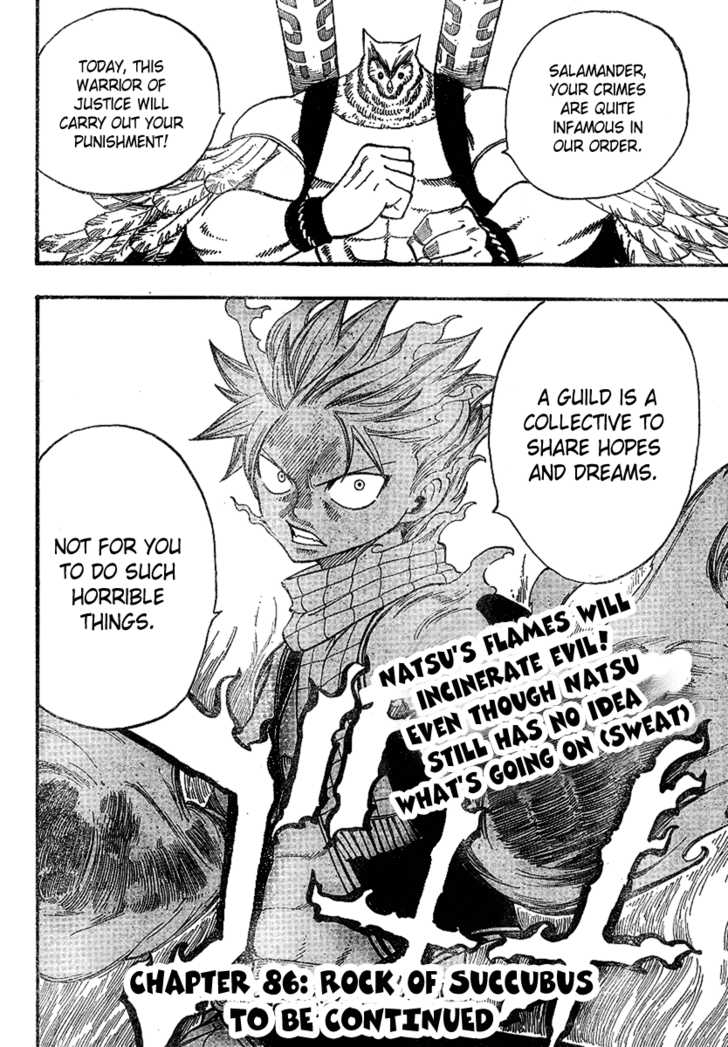 SALAMANDER,
YOUR CRIMES
ARE QUITE
INFAMOUS IN
OUR ORDER.
TODAY, THIS
WARRIOR OF
JUSTICE WILL
CARRY OUT YOUR
PUNISHMENT!
A GUILD IS A
COLLECTIVE TO
SHARE HOPES
AND DREAMS.
NOT FOR YOU
TO DO SUCH
HORRIBLE
THINGS.
NATSU'S FLAMES WILL
INCINERATE EVIL!
EVEN THOUGH NATSU
STILL HAS NO IDEA
WHAT'S GOING ON (SWEAT)
CHAPTER 86: ROCK OF SUCCUBUS
TO BE CONTINUED